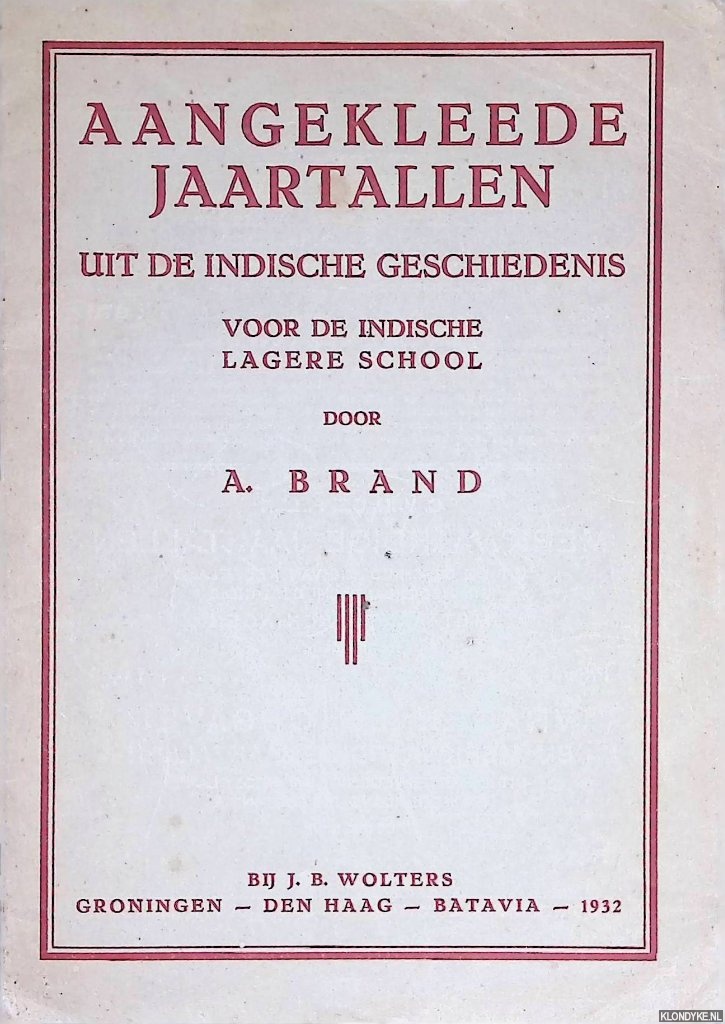 AANGEKLEEDE
JAARTALLEN
UIT DE INDISCHE GESCHIEDENIS
VOOR DE INDISCHE
LAGERE SCHOOL
DOOR
A. BRAND
BIJ J. B. WOLTERS
GRONINGEN — DEN HAAG — BATAVIA — 1932
KLONDYKE.NL